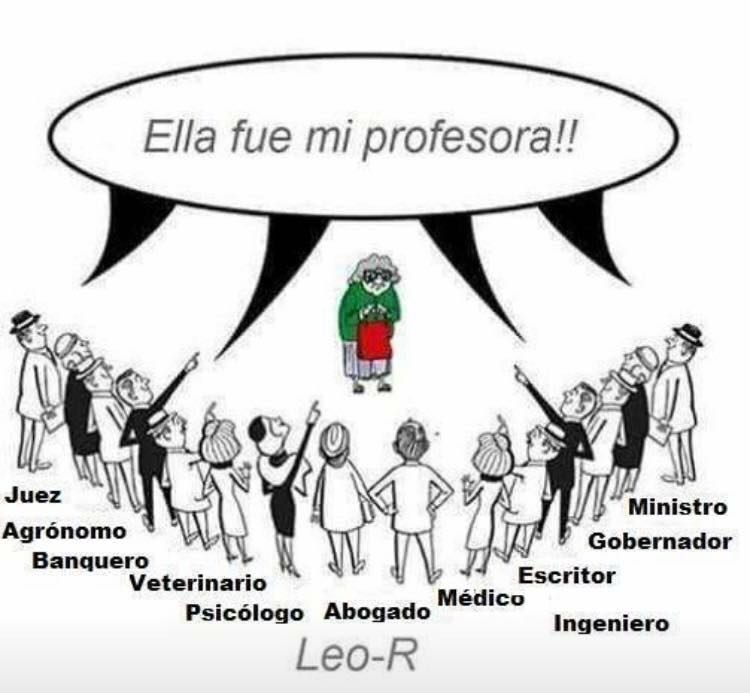 Ella fue mi profesora!!
Juez
Agrónomo
Banquero
Veterinario
Psicólogo
Abogado
Médico
Escritor
Ingeniero
Gobernador
Ministro
Leo-R